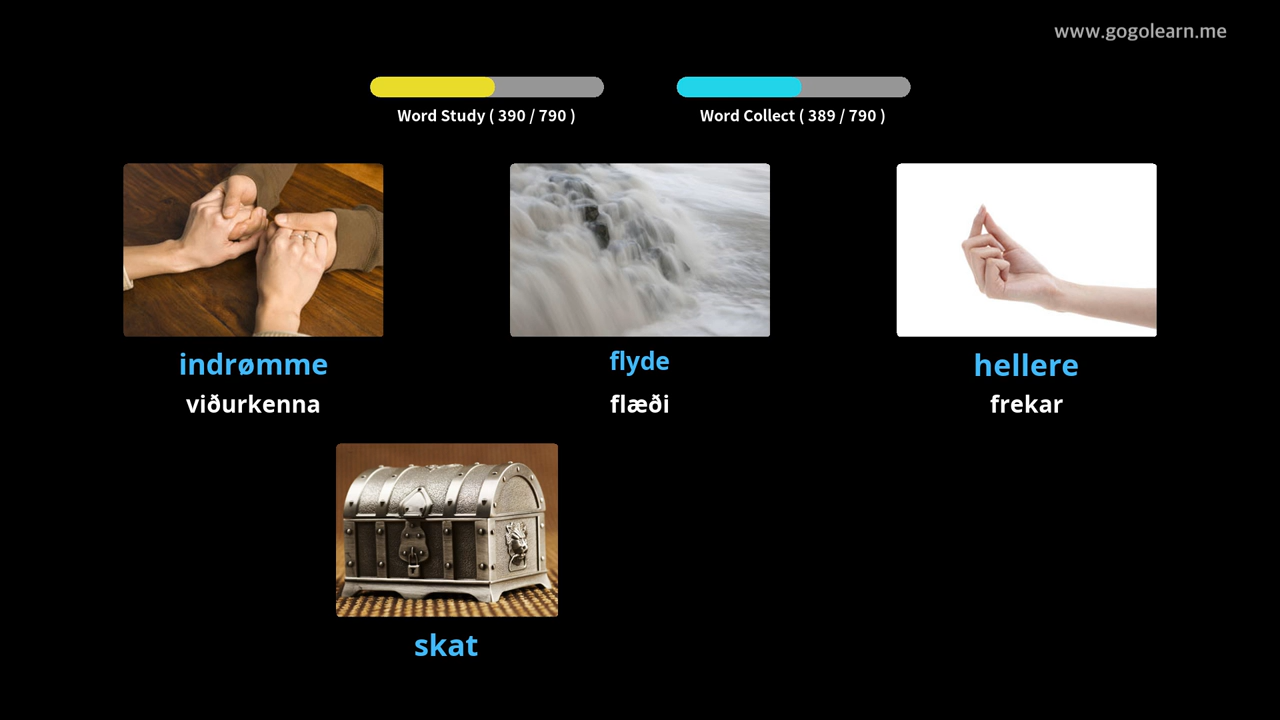 www.gogolearn.me
Word Study ( 390 / 790 )
Word Collect ( 389 / 790 )
indrømme
flyde
hellere
viðurkenna
flæði
frekar
skat